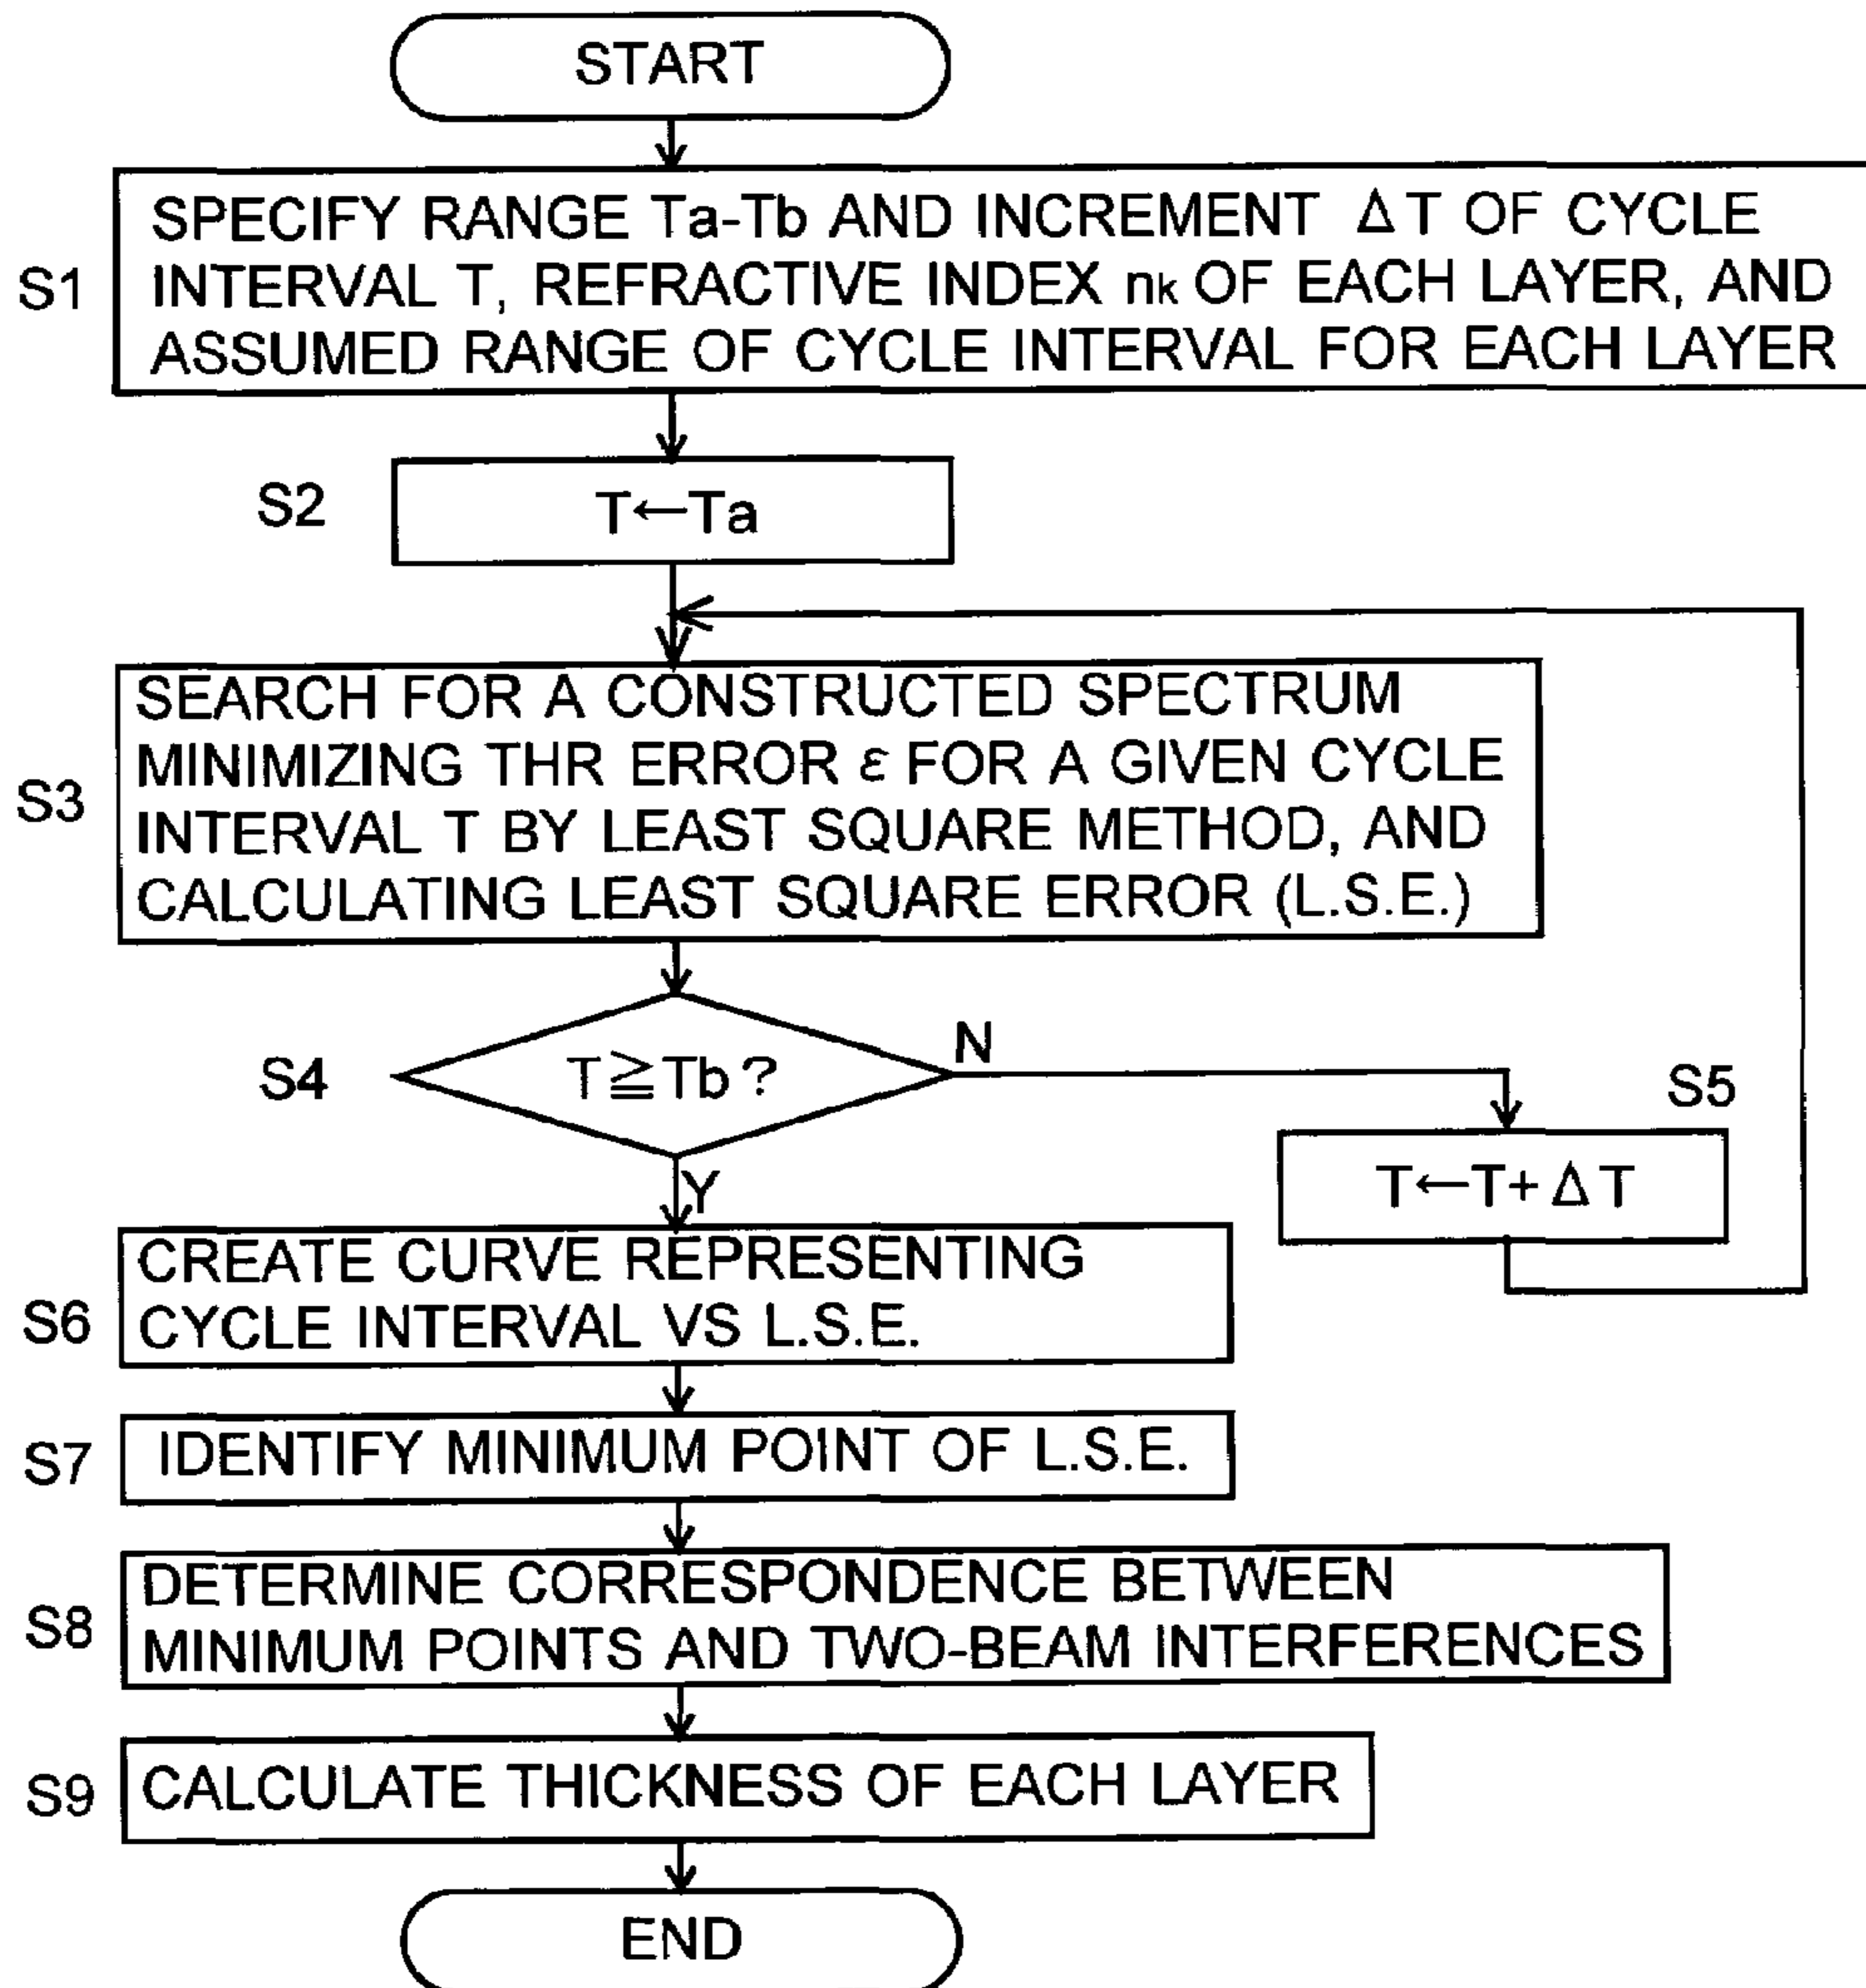 START
S1
SPECIFY RANGE Ta-Tb AND INCREMENT ΔT OF CYCLE
INTERVAL T, REFRACTIVE INDEX nk OF EACH LAYER, AND
ASSUMED RANGE OF CYCLE INTERVAL FOR EACH LAYER
S2
T←Ta
S3
SEARCH FOR A CONSTRUCTED SPECTRUM
MINIMIZING THR ERROR ε FOR A GIVEN CYCLE
INTERVAL T BY LEAST SQUARE METHOD, AND
CALCULATING LEAST SQUARE ERROR (L.S.E.)
S4
T≧Tb?
N
S5
T←T+ΔT
Y
S6
CREATE CURVE REPRESENTING
CYCLE INTERVAL VS L.S.E.
S7
IDENTIFY MINIMUM POINT OF L.S.E.
S8
DETERMINE CORRESPONDENCE BETWEEN
MINIMUM POINTS AND TWO-BEAM INTERFERENCES
S9
CALCULATE THICKNESS OF EACH LAYER
END